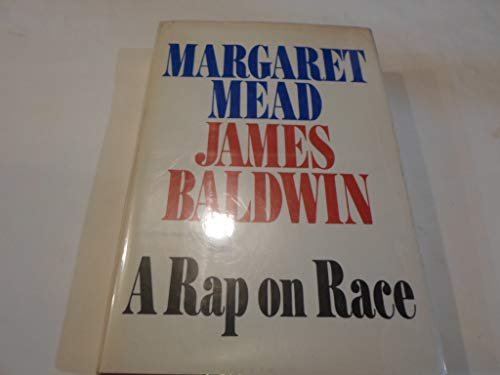 MARGARET
MEAD
JAMES
BALDWIN
A Rap on Race